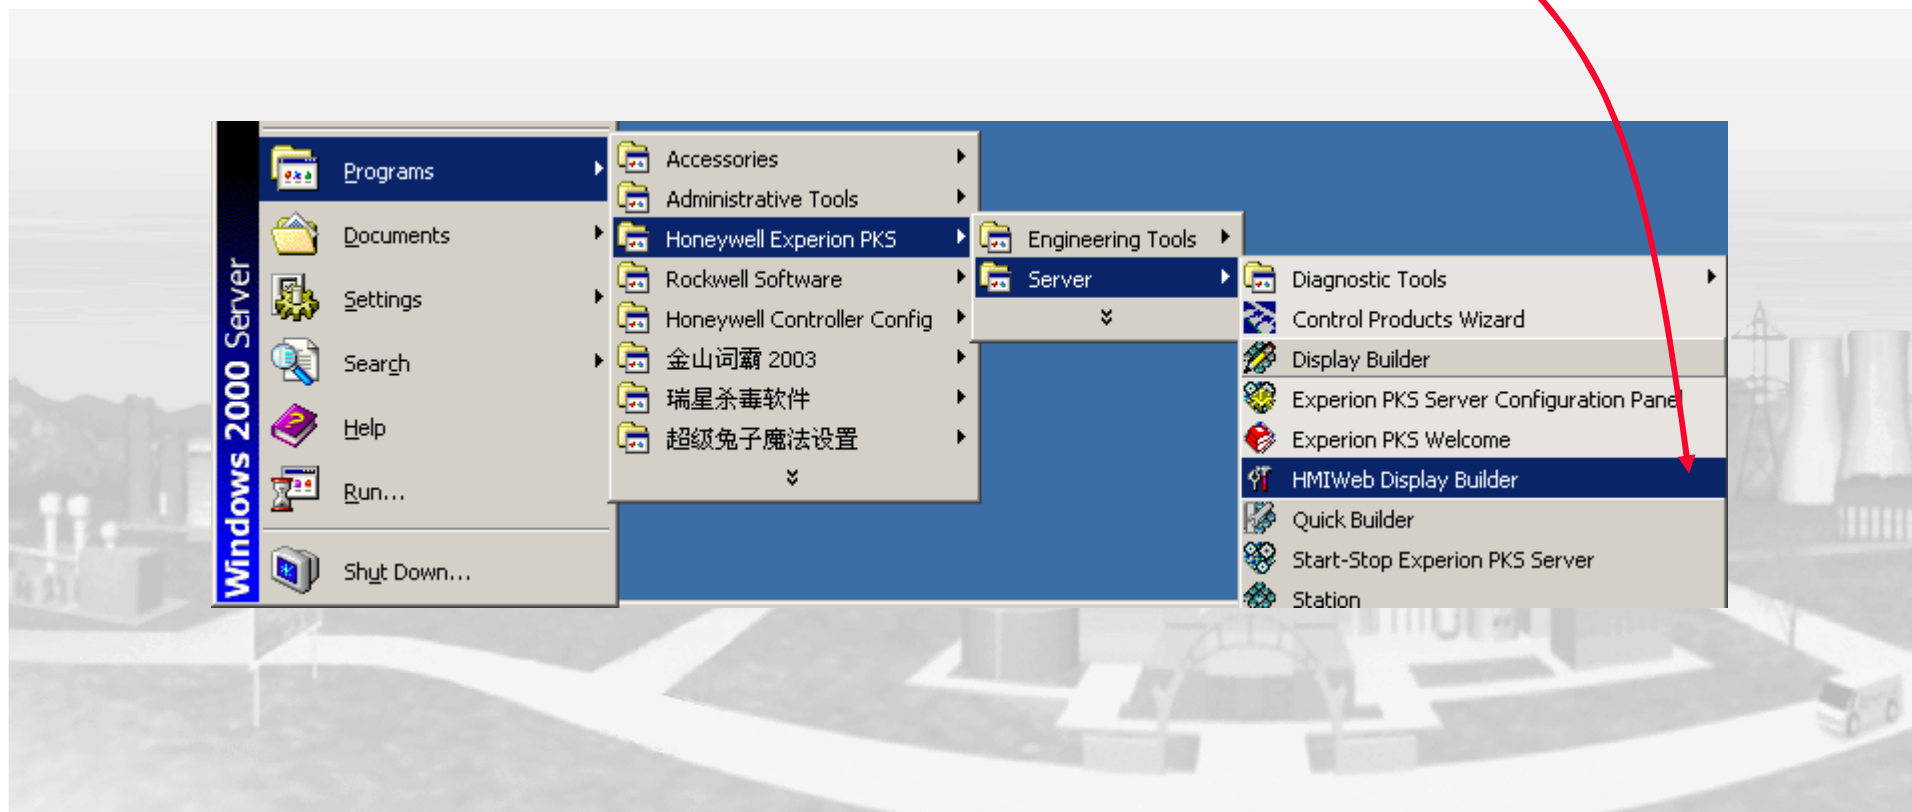 Windows 2000 Server
Programs
Documents
Settings
Search
Help
Run...
Shut Down...
Accessories
Administrative Tools
Honeywell Experion PKS
Rockwell Software
Honeywell Controller Config
金山词霸 2003
瑞星杀毒软件
超级兔子魔法设置
Engineering Tools
Server
Diagnostic Tools
Control Products Wizard
Display Builder
Experion PKS Server Configuration Panel
Experion PKS Welcome
HMIWeb Display Builder
Quick Builder
Start-Stop Experion PKS Server
Station